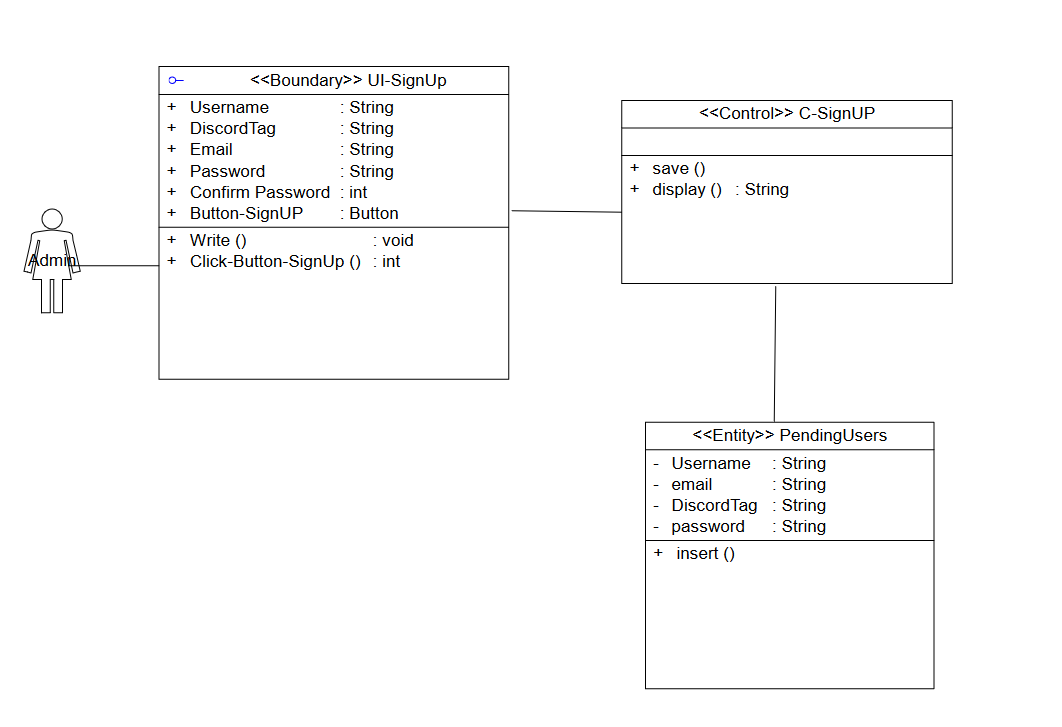 <<Boundary>> UI-SignUp
+ Username : String
+ DiscordTag : String
+ Email : String
+ Password : String
+ Confirm Password : int
+ Button-SignUP : Button
+ Write () : void
+ Click-Button-SignUp () : int
Admin
<<Control>> C-SignUP
+ save ()
+ display () : String
<<Entity>> PendingUsers
- Username : String
- email : String
- DiscordTag : String
- password : String
+ insert ()